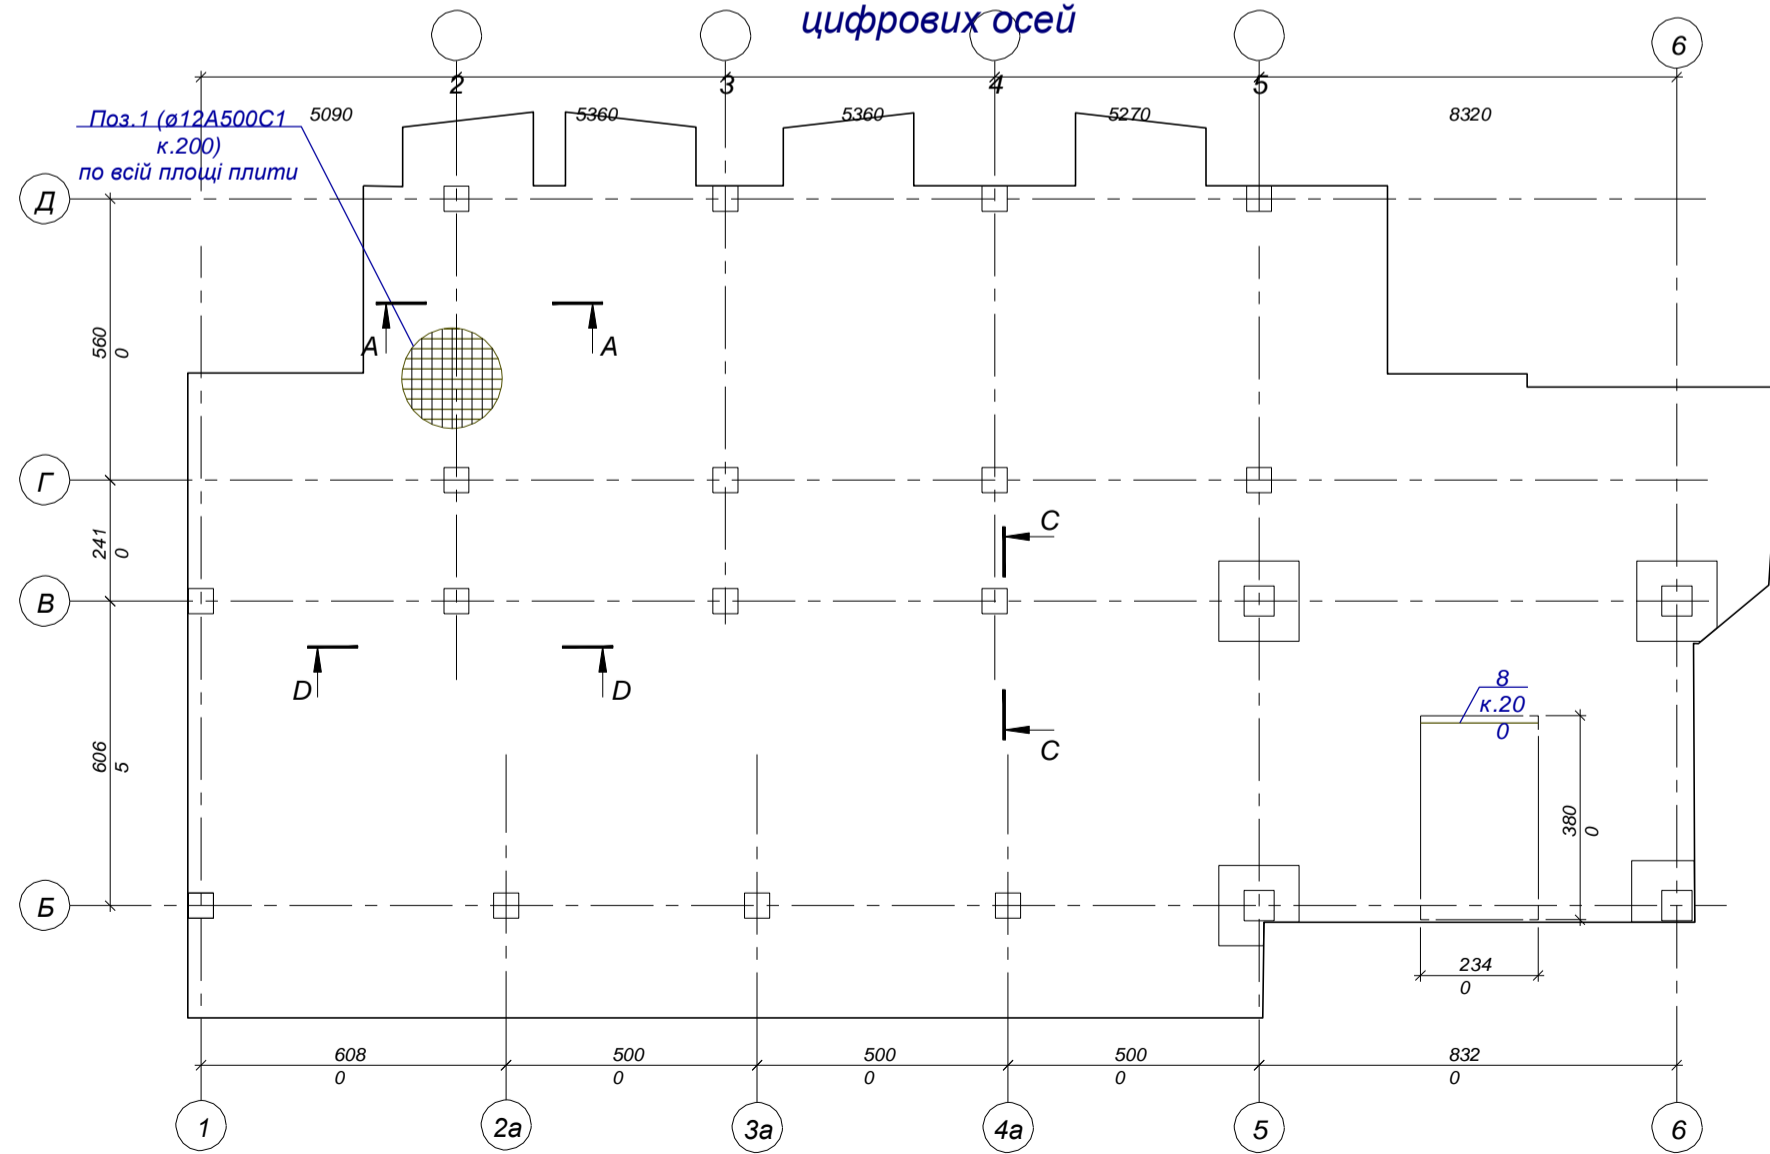 цифрових осей
6
2
3
4
5
5090
5360
5360
5270
8320
Поз.1 (ø12А500С1
к.200)
по всій площі плити
Д
560
0
А
А
Г
241
0
С
В
D
D
8
к.20
0
С
606
5
380
0
Б
234
0
608
0
500
0
500
0
500
0
832
0
1
2а
3а
4а
5
6